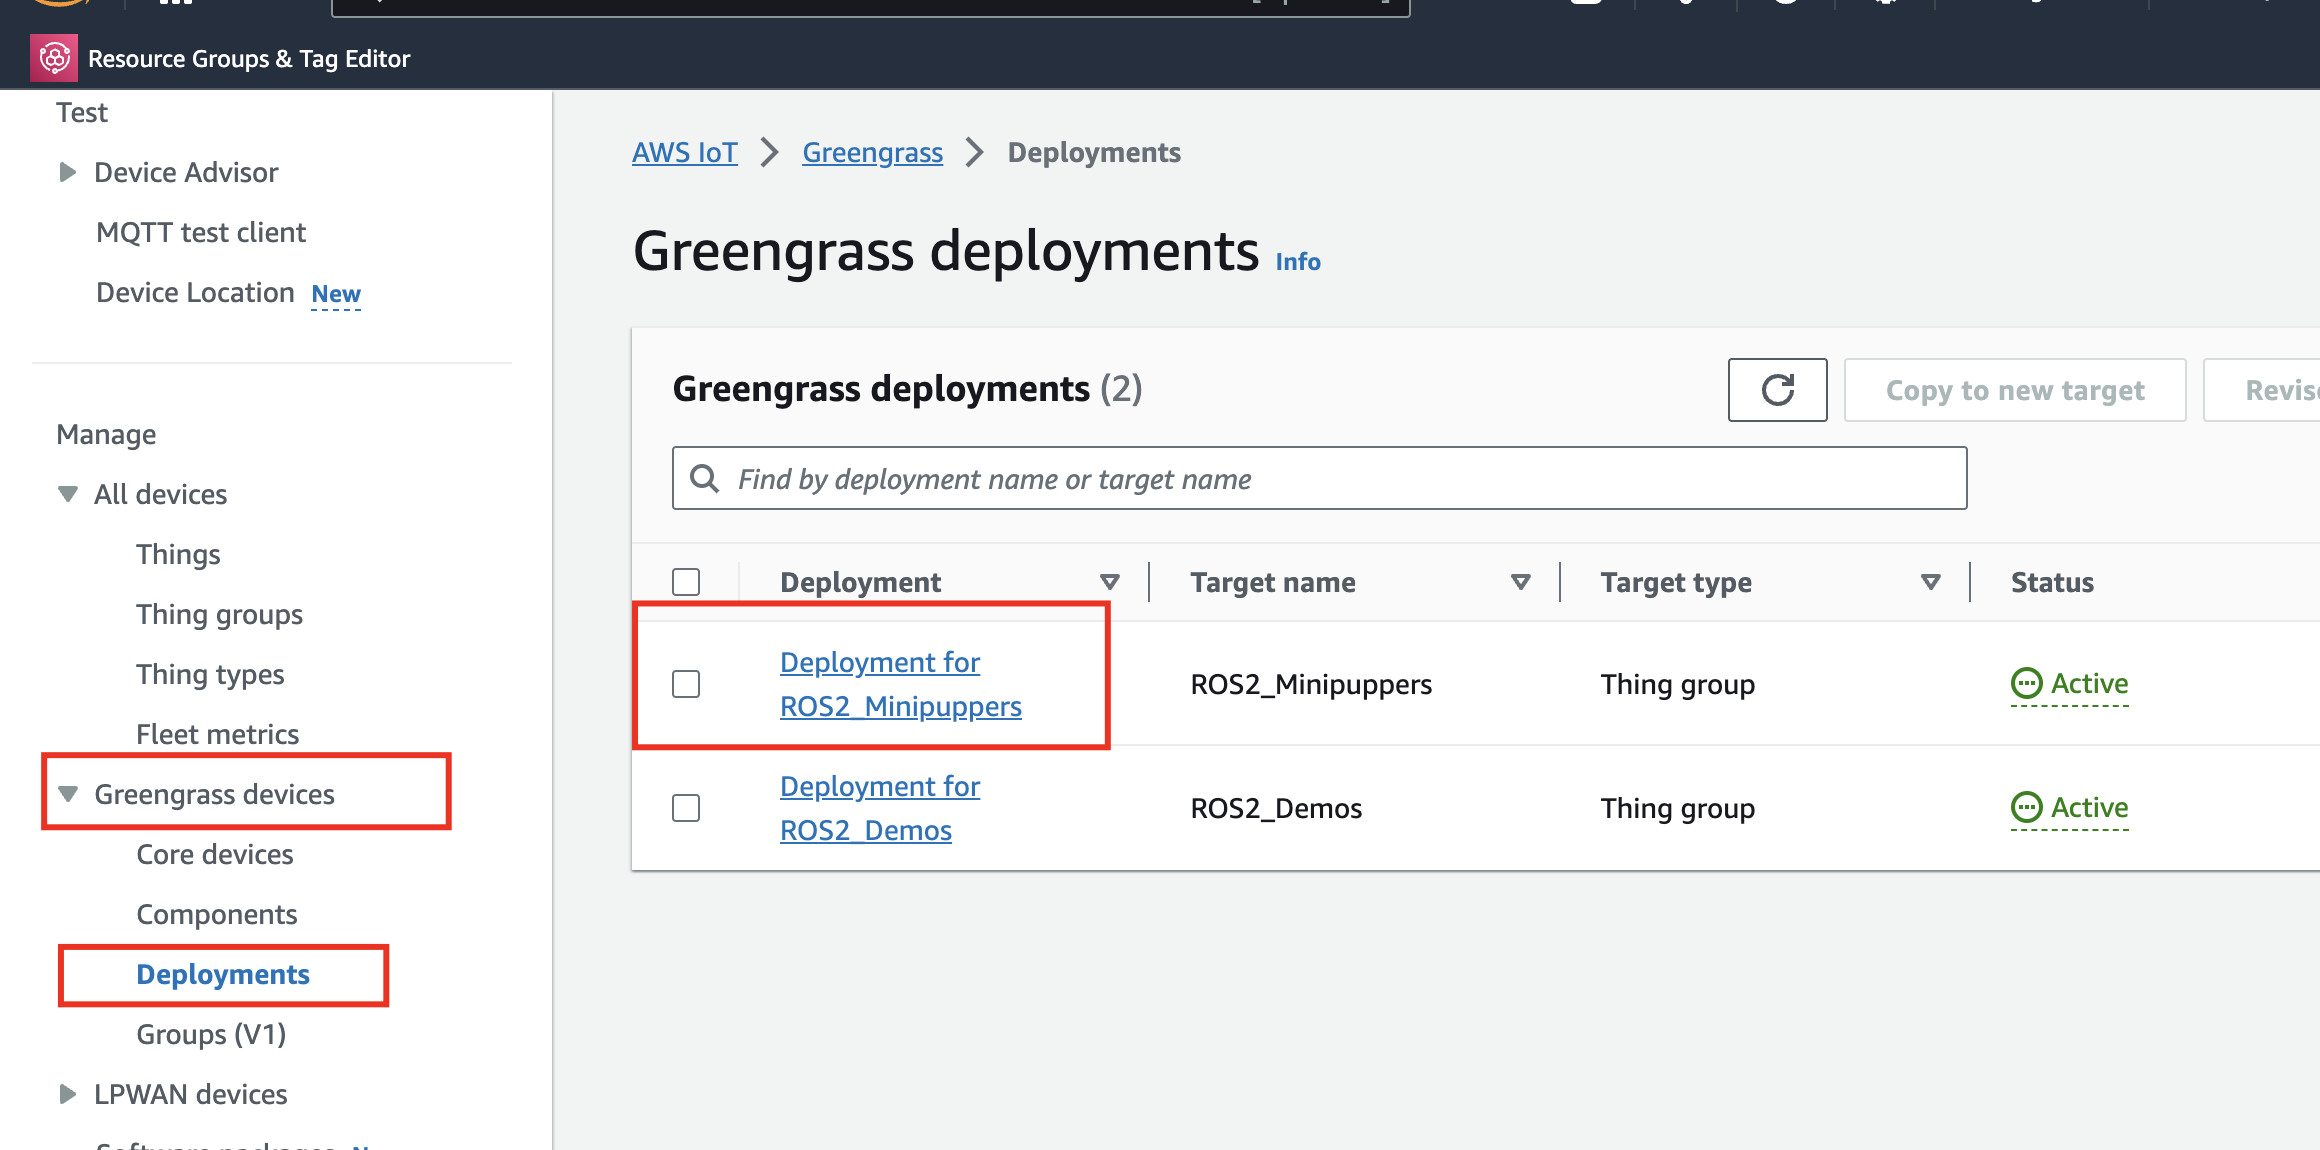 Resource Groups & Tag Editor
Test
Device Advisor
MQTT test client
Device Location New
Manage
All devices
Things
Thing groups
Thing types
Fleet metrics
Greengrass devices
Core devices
Components
Deployments
Groups (V1)
LPWAN devices
AWS IoT > Greengrass > Deployments
Greengrass deployments Info
Greengrass deployments (2)
Copy to new target
Find by deployment name or target name
Deployment Target name Target type Status
Deployment for
ROS2_Minipuppers
ROS2_Minipuppers Thing group Active
Deployment for
ROS2_Demos
ROS2_Demos Thing group Active